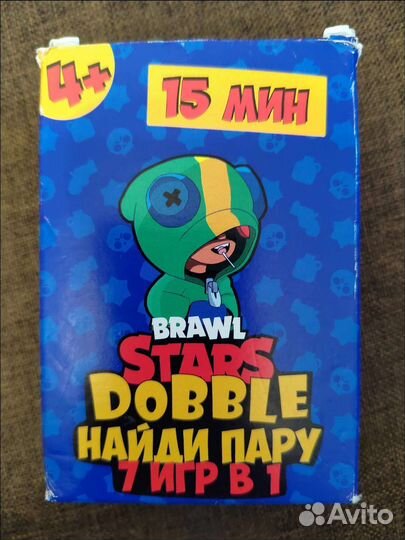 4+
15 МИН
BRAWL
STARS
DOBBLE
НАЙДИ ПАРУ
7 ИГР В 1
Avito